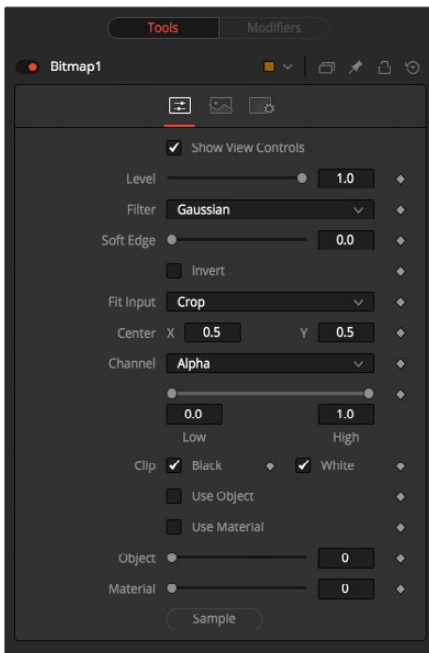 Tools Modifiers
Bitmap1
Show View Controls
Level 1.0
Filter Gaussian
Soft Edge 0.0
Invert
Fit Input Crop
Center X 0.5 Y 0.5
Channel Alpha
0.0 1.0
Low High
Clip Black White
Use Object
Use Material
Object 0
Material 0
Sample